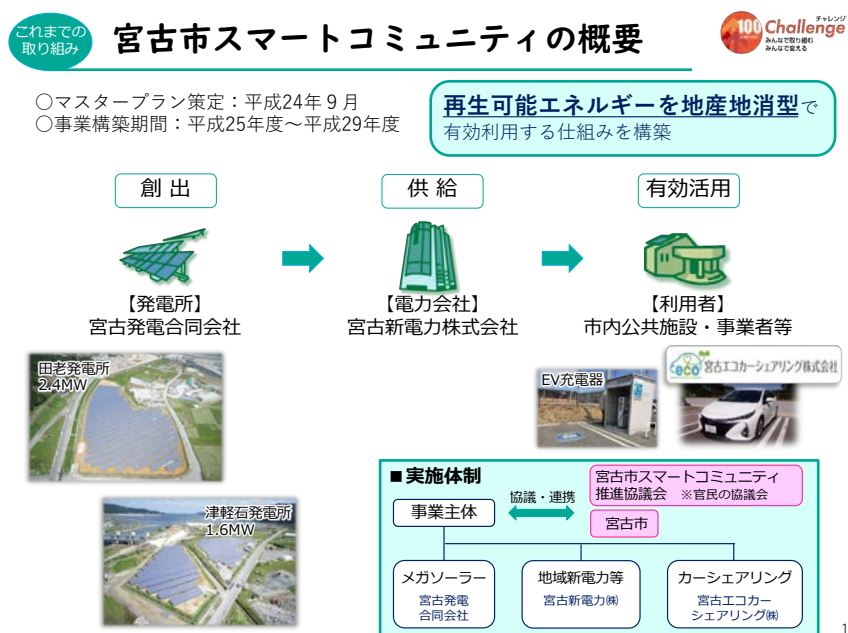 これまでの
取り組み
宮古市スマートコミュニティの概要
100 Challenge
チャレンジ
みんなで取り組む
みんなで変える
○マスタープラン策定：平成24年９月
○事業構築期間：平成25年度～平成29年度
再生可能エネルギーを地産地消型で
有効利用する仕組みを構築
創 出
供 給
有効活用
【発電所】
宮古発電合同会社
【電力会社】
宮古新電力株式会社
【利用者】
市内公共施設・事業者等
田老発電所
2.4MW
津軽石発電所
1.6MW
EV充電器
eco 宮古エコカーシェアリング株式会社
■実施体制
事業主体
協議・連携
宮古市スマートコミュニティ
推進協議会 ※官民の協議会
宮古市
メガソーラー
宮古発電
合同会社
地域新電力等
宮古新電力㈱
カーシェアリング
宮古エコカー
シェアリング㈱
1